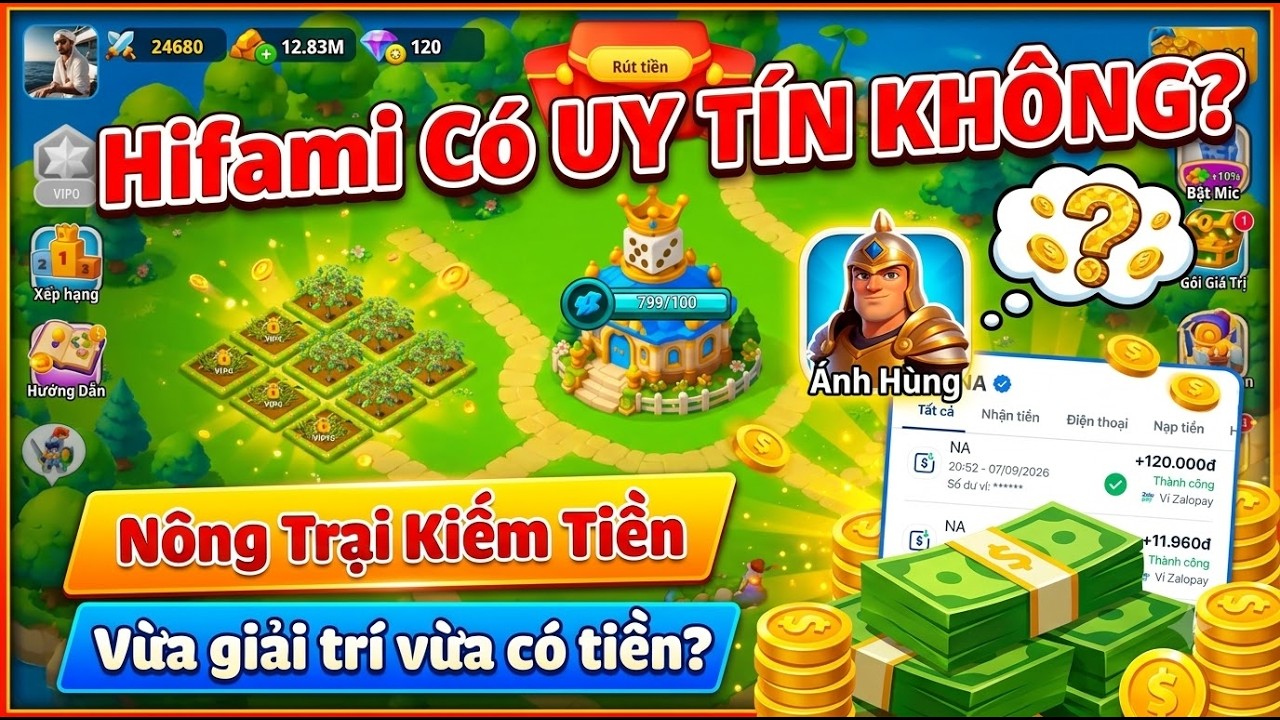 24680
12.83M
120
Rút tiền
Hifami Có UY TÍN KHÔNG?
VIP0
+10%
Bật Mic
1
2 1 3
Xếp hạng
Gói Giá Trị
799/100
Hướng Dẫn
Ánh Hùng
NA
Tất cả
Nhận tiền
Điện thoại
Nạp tiền
NA
+120.000đ
20:52 - 07/09/2026
Thành công
Số dư ví: ******
Ví Zalopay
NA
+11.960đ
Thành công
Ví Zalopay
Nông Trại Kiếm Tiền
Vừa giải trí vừa có tiền?